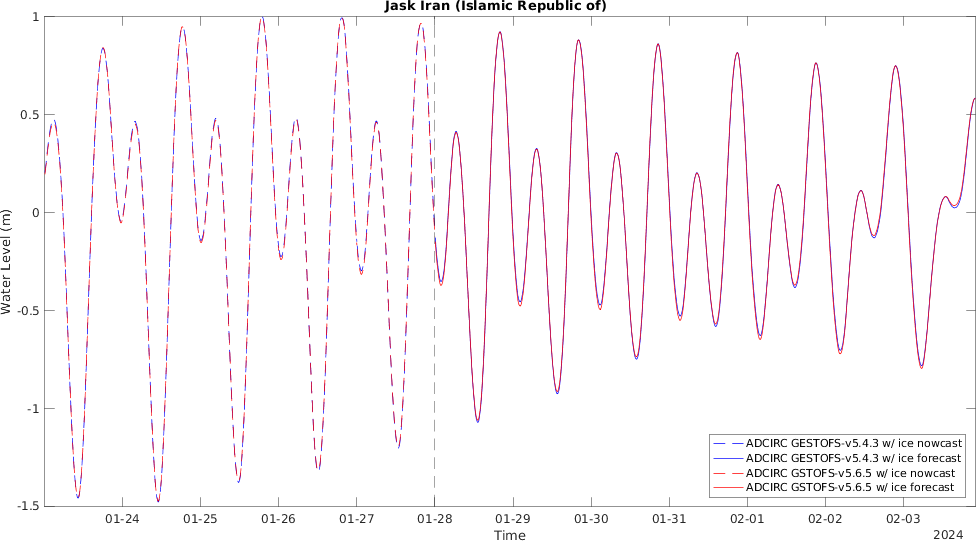 Jask Iran (Islamic Republic of)
1
0.5
0
-0.5
-1
-1.5
Water Level (m)
01-24 01-25 01-26 01-27 01-28 01-29 01-30 01-31 02-01 02-02 02-03
Time
2024
ADCIRC GESTOFS-v5.4.3 w/ ice nowcast
ADCIRC GESTOFS-v5.4.3 w/ ice forecast
ADCIRC GSTOFS-v5.6.5 w/ ice nowcast
ADCIRC GSTOFS-v5.6.5 w/ ice forecast